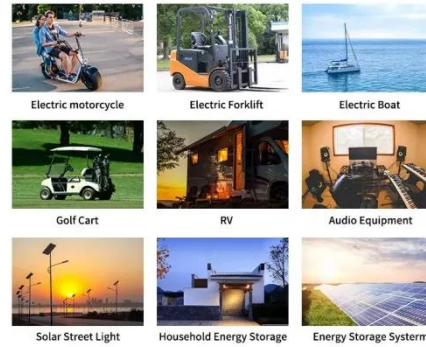 Electric motorcycle
Electric Forklift
Electric Boat
Golf Cart
RV
Audio Equipment
Solar Street Light
Household Energy Storage
Energy Storage Systerm